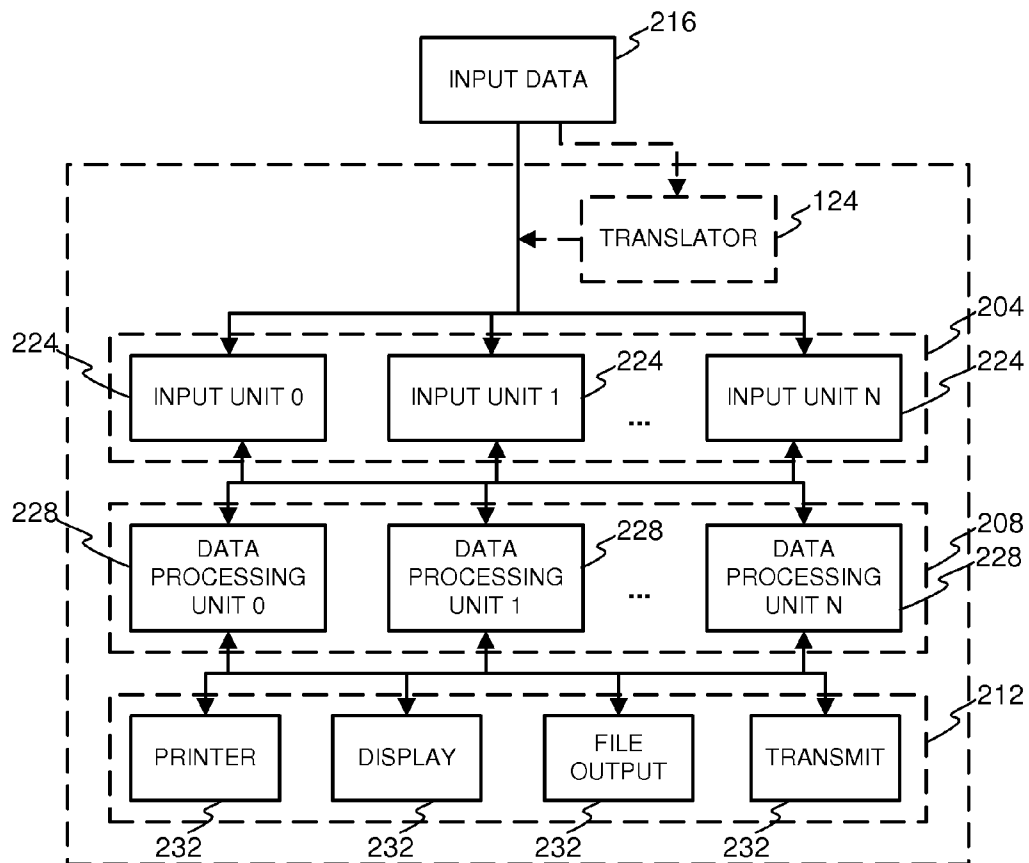 216
INPUT DATA
124
TRANSLATOR
204
224
INPUT UNIT 0
INPUT UNIT 1
224
...
INPUT UNIT N
224
228
DATA
PROCESSING
UNIT 0
DATA
PROCESSING
UNIT 1
228
...
DATA
PROCESSING
UNIT N
208
228
212
PRINTER
DISPLAY
FILE
OUTPUT
TRANSMIT
232
232
232
232